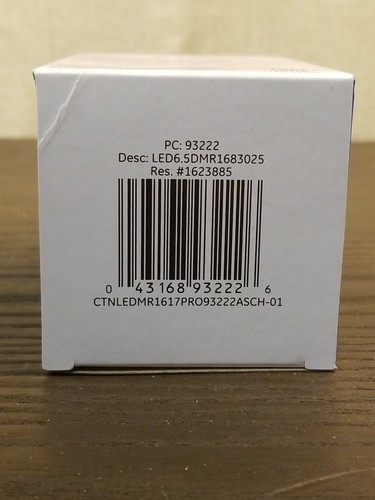 PC: 93222
Desc: LED6.5DMR1683025
Res. #1623885
0 43168 93222 6
CTNLEDMR1617PRO93222ASCH-01